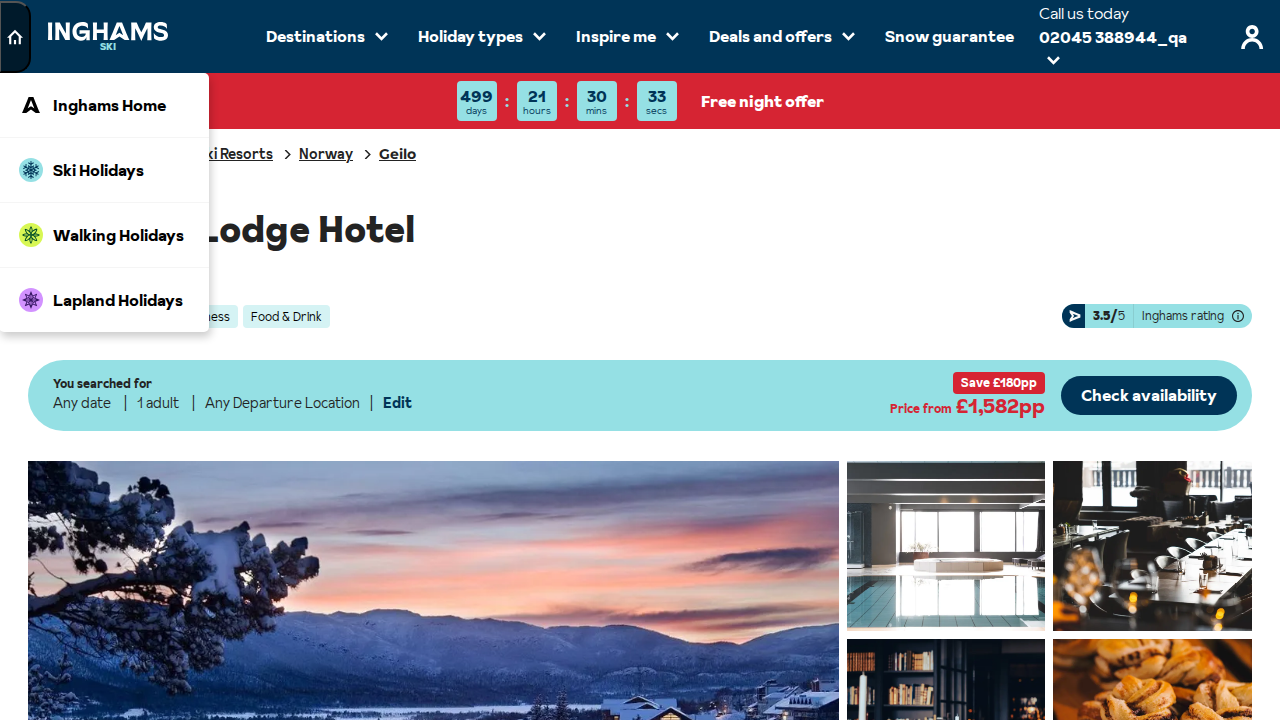 INGHAMS
SKI
Destinations
Holiday types
Inspire me
Deals and offers
Snow guarantee
Call us today
02045 388944_qa
Inghams Home
Ski Holidays
Walking Holidays
Lapland Holidays
499 : 21 : 30 : 33
days hours mins secs
Free night offer
ki Resorts > Norway > Geilo
Lodge Hotel
ness
Food & Drink
3.5/5
Inghams rating
You searched for
Any date | 1 adult | Any Departure Location | Edit
Save £180pp
Price from £1,582pp
Check availability